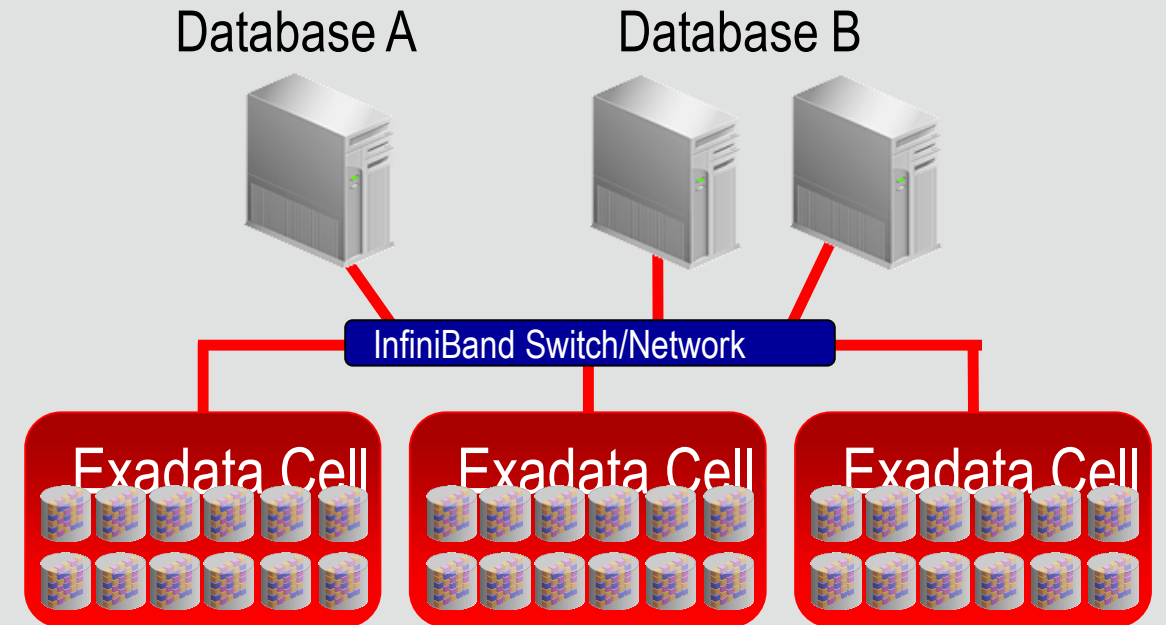 Database A
Database B
InfiniBand Switch/Network
Exadata Cell
Exadata Cell
Exadata Cell